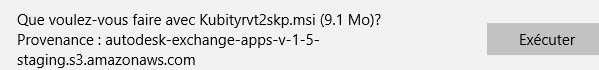 Que voulez-vous faire avec Kubityrvt2skp.msi (9.1 Mo)?
Provenance : autodesk-exchange-apps-v-1-5-
staging.s3.amazonaws.com
Exécuter